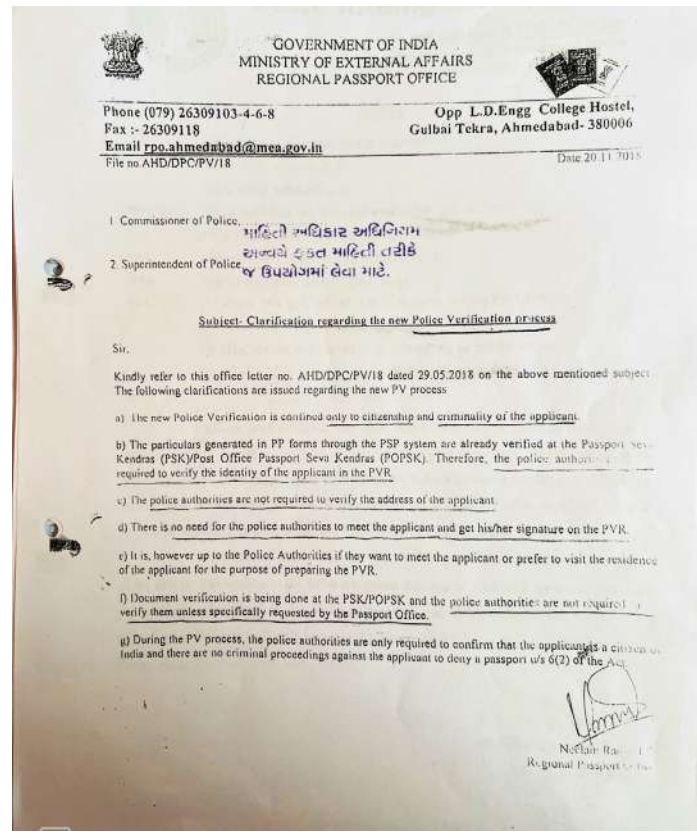 GOVERNMENT OF INDIA
MINISTRY OF EXTERNAL AFFAIRS
REGIONAL PASSPORT OFFICE
Phone (079) 26309103-4-6-8
Fax :- 26309118
Email rpo.ahmedabad@mea.gov.in
Opp L.D.Engg College Hostel,
Gulbai Tekra, Ahmedabad- 380006
File no.AHD/DPC/PV/18
Date.20.11.2018
1 Commissioner of Police,
માહિતી અધિકાર અધિનિયમ
અન્વયે ફક્ત માહિતી તરીકે
2. Superintendent of Police
જ ઉપયોગમાં લેવા માટે.
Subject- Clarification regarding the new Police Verification process
Sir,
Kindly refer to this office letter no. AHD/DPC/PV/18 dated 29.05.2018 on the above mentioned subject.
The following clarifications are issued regarding the new PV process
a) The new Police Verification is confined only to citizenship and criminality of the applicant.
b) The particulars generated in PP forms through the PSP system are already verified at the Passport Seva
Kendras (PSK)/Post Office Passport Seva Kendras (POPSK). Therefore, the police
required to verify the identity of the applicant in the PVR
c) The police authorities are not required to verify the address of the applicant.
d) There is no need for the police authorities to meet the applicant and get his/her signature on the PVR.
e) It is, however up to the Police Authorities if they want to meet the applicant or prefer to visit the residence
of the applicant for the purpose of preparing the PVR.
f) Document verification is being done at the PSK/POPSK and the police authorities are not required
verify them unless specifically requested by the Passport Office.
g) During the PV process, the police authorities are only required to confirm that the applicant is a citizen of
India and there are no criminal proceedings against the applicant to deny a passport u/s 6(2) of the Act.
Regional Passport